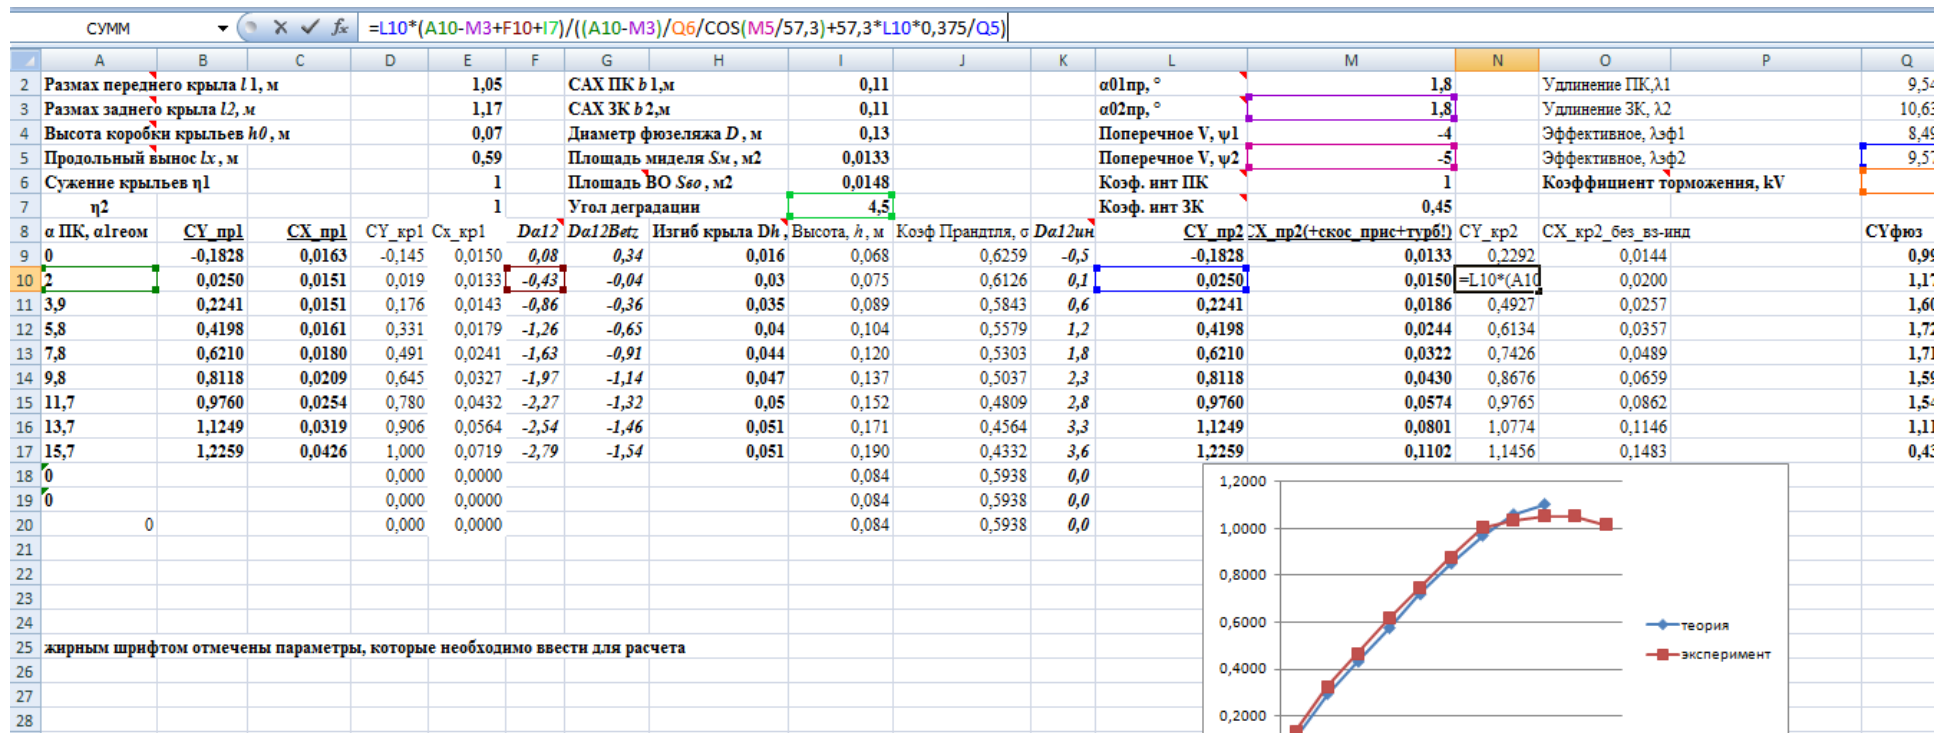 СУММ =L10*(A10-M3+F10+I7)/((A10-M3)/Q6/COS(M5/57,3)+57,3*L10*0,375/Q5)
A B C D E F G H I J K L M N O P Q
2 Размах переднего крыла l 1, м 1,05 САХ ПК b 1,м 0,11 α01пр, ° 1,8 Удлинение ПК,λ1 9,54
3 Размах заднего крыла l2, м 1,17 САХ ЗК b 2,м 0,11 α02пр, ° 1,8 Удлинение ЗК, λ2 10,63
4 Высота коробки крыльев h0 , м 0,07 Диаметр фюзеляжа D , м 0,13 Поперечное V, ψ1 -4 Эффективное, λэф1 8,49
5 Продольный вынос lx , м 0,59 Площадь миделя Sм , м2 0,0133 Поперечное V, ψ2 -5 Эффективное, λэф2 9,57
6 Сужение крыльев η1 1 Площадь ВО Sво , м2 0,0148 Коэф. инт ПК 1 Коэффициент торможения, kV
7 η2 1 Угол деградации 4,5 Коэф. инт ЗК 0,45
8 α ПК, α1геом CY_пр1 CX_пр1 CY_кр1 Cx_кр1 Dα12 Dα12Betz Изгиб крыла Dh , Высота, h , м Коэф Прандтля, σ Dα12ин CY_пр2 CX_пр2(+скос_прис+турб!) CY_кр2 CX_кр2_без_вз-инд CYфюз
9 0 -0,1828 0,0163 -0,145 0,0150 0,08 0,34 0,016 0,068 0,6259 -0,5 -0,1828 0,0133 0,2292 0,0144 0,99
10 2 0,0250 0,0151 0,019 0,0133 -0,43 -0,04 0,03 0,075 0,6126 0,1 0,0250 0,0150 =L10*(A10 0,0200 1,17
11 3,9 0,2241 0,0151 0,176 0,0143 -0,86 -0,36 0,035 0,089 0,5843 0,6 0,2241 0,0186 0,4927 0,0257 1,60
12 5,8 0,4198 0,0161 0,331 0,0179 -1,26 -0,65 0,04 0,104 0,5579 1,2 0,4198 0,0244 0,6134 0,0357 1,72
13 7,8 0,6210 0,0180 0,491 0,0241 -1,63 -0,91 0,044 0,120 0,5303 1,8 0,6210 0,0322 0,7426 0,0489 1,71
14 9,8 0,8118 0,0209 0,645 0,0327 -1,97 -1,14 0,047 0,137 0,5037 2,3 0,8118 0,0430 0,8676 0,0659 1,59
15 11,7 0,9760 0,0254 0,780 0,0432 -2,27 -1,32 0,05 0,152 0,4809 2,8 0,9760 0,0574 0,9765 0,0862 1,54
16 13,7 1,1249 0,0319 0,906 0,0564 -2,54 -1,46 0,051 0,171 0,4564 3,3 1,1249 0,0801 1,0774 0,1146 1,11
17 15,7 1,2259 0,0426 1,000 0,0719 -2,79 -1,54 0,051 0,190 0,4332 3,6 1,2259 0,1102 1,1456 0,1483 0,43
18 0 0,000 0,0000 0,084 0,5938 0,0
19 0 0,000 0,0000 0,084 0,5938 0,0
20 0 0,000 0,0000 0,084 0,5938 0,0
21
22
23
24
25 жирным шрифтом отмечены параметры, которые необходимо ввести для расчета
26
27
28
1,2000
1,0000
0,8000
0,6000
0,4000
0,2000
теория
эксперимент